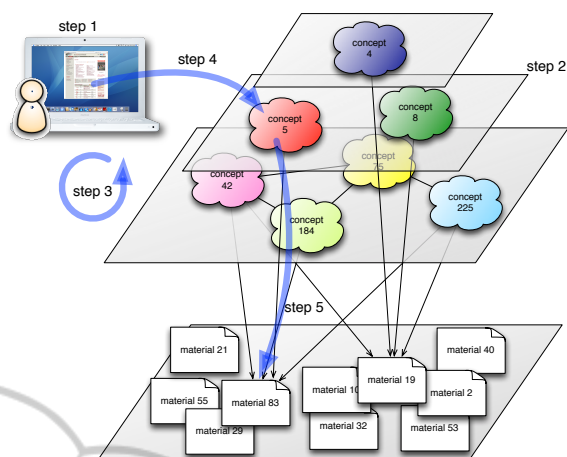 step 1
concept
4
step 4
step 2
concept
5
concept
8
concept
75
step 3
concept
42
concept
225
concept
184
step 5
material 21
material 40
material 19
material 55
material 83
material 10
material 2
material 29
material 32
material 53